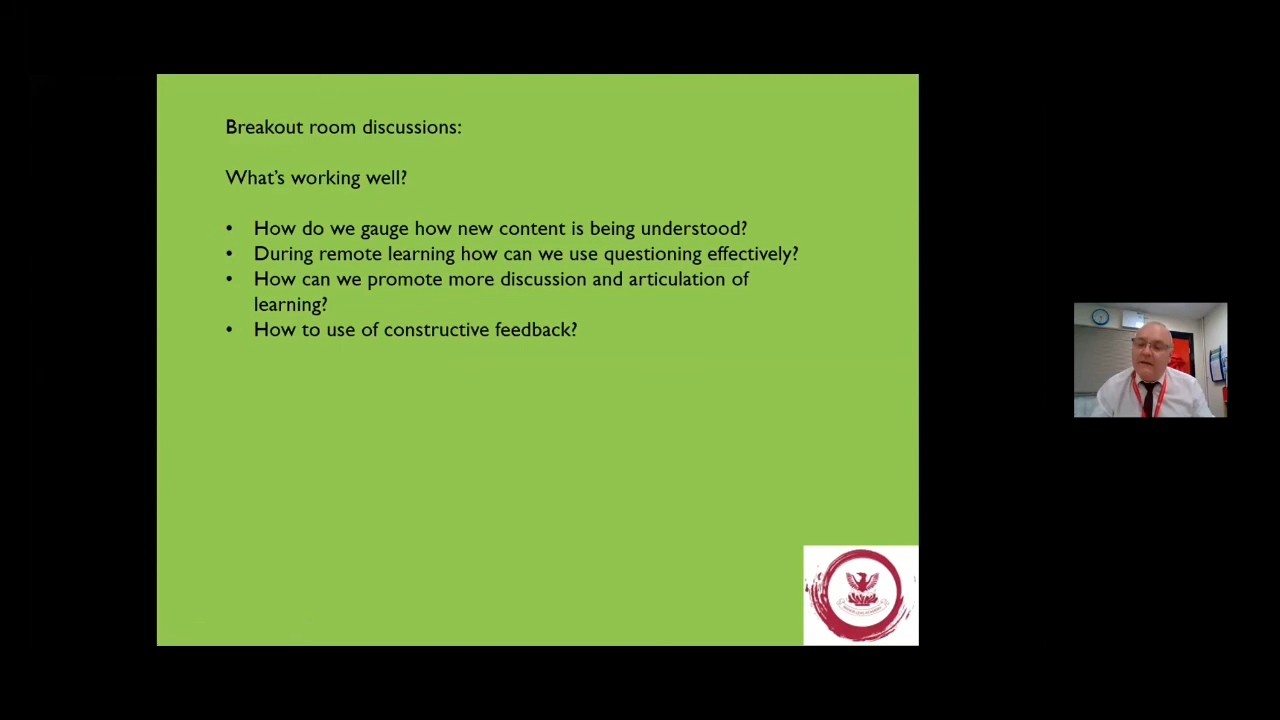 Breakout room discussions:
What's working well?
• How do we gauge how new content is being understood?
• During remote learning how can we use questioning effectively?
• How can we promote more discussion and articulation of
learning?
• How to use of constructive feedback?